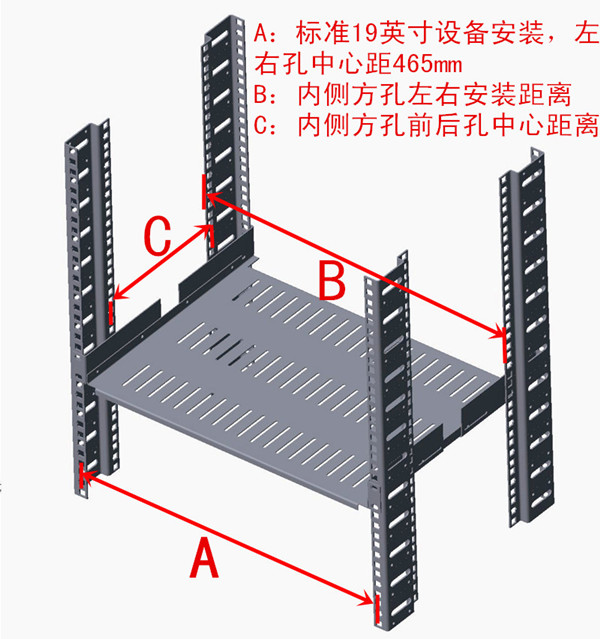 A: 标准19英寸设备安装，左
右孔中心距465mm
B: 内侧方孔左右安装距离
C: 内侧方孔前后孔中心距离
C
B
A